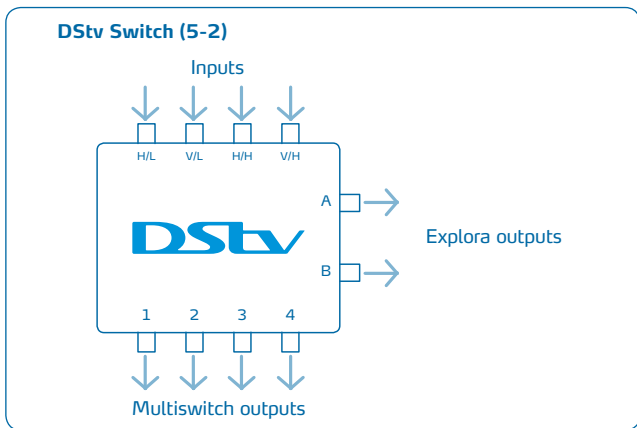 DStv Switch (5-2)
Inputs
H/L V/L H/H V/H
A
DStv
Explora outputs
B
1 2 3 4
Multiswitch outputs